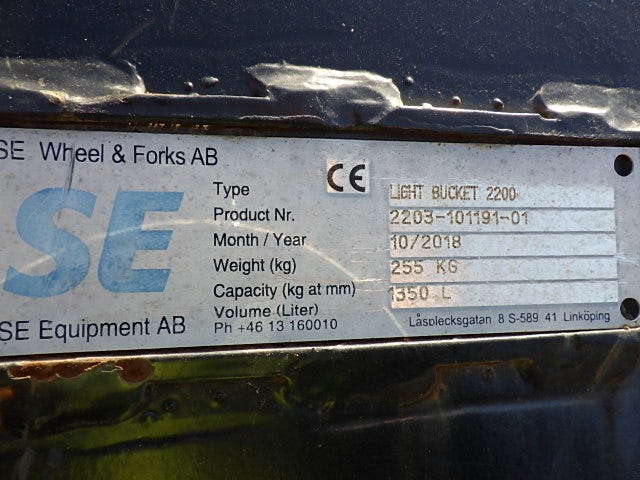 SE Wheel & Forks AB
SE
SE Equipment AB
CE
Type LIGHT BUCKET 2200
Product Nr. 2203-101191-01
Month / Year 10/2018
Weight (kg) 255 KG
Capacity (kg at mm) 1350 L
Volume (Liter)
Ph +46 13 160010
Låsblecksgatan 8 S-589 41 Linköping